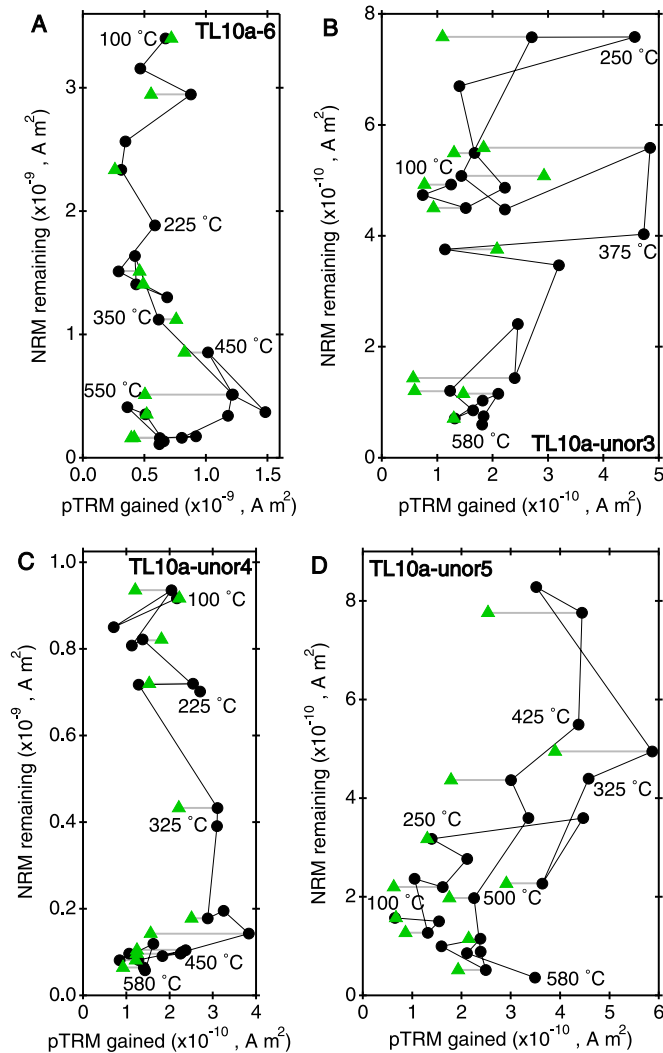 A
TL10a-6
100 °C
225 °C
350 °C
450 °C
550 °C
3
2
1
0
0.0 0.5 1.0 1.5
NRM remaining (x10⁻⁹ , A m²)
pTRM gained (x10⁻⁹ , A m²)
B
250 °C
100 °C
375 °C
580 °C
TL10a-unor3
8
6
4
2
0
0 1 2 3 4 5
NRM remaining (x10⁻¹⁰ , A m²)
pTRM gained (x10⁻¹⁰ , A m²)
C
TL10a-unor4
100 °C
225 °C
325 °C
450 °C
580 °C
1.0
0.8
0.6
0.4
0.2
0.0
0 1 2 3 4
NRM remaining (x10⁻⁹ , A m²)
pTRM gained (x10⁻¹⁰ , A m²)
D
TL10a-unor5
425 °C
325 °C
250 °C
100 °C
500 °C
580 °C
8
6
4
2
0
0 1 2 3 4 5 6
NRM remaining (x10⁻¹⁰ , A m²)
pTRM gained (x10⁻¹⁰ , A m²)